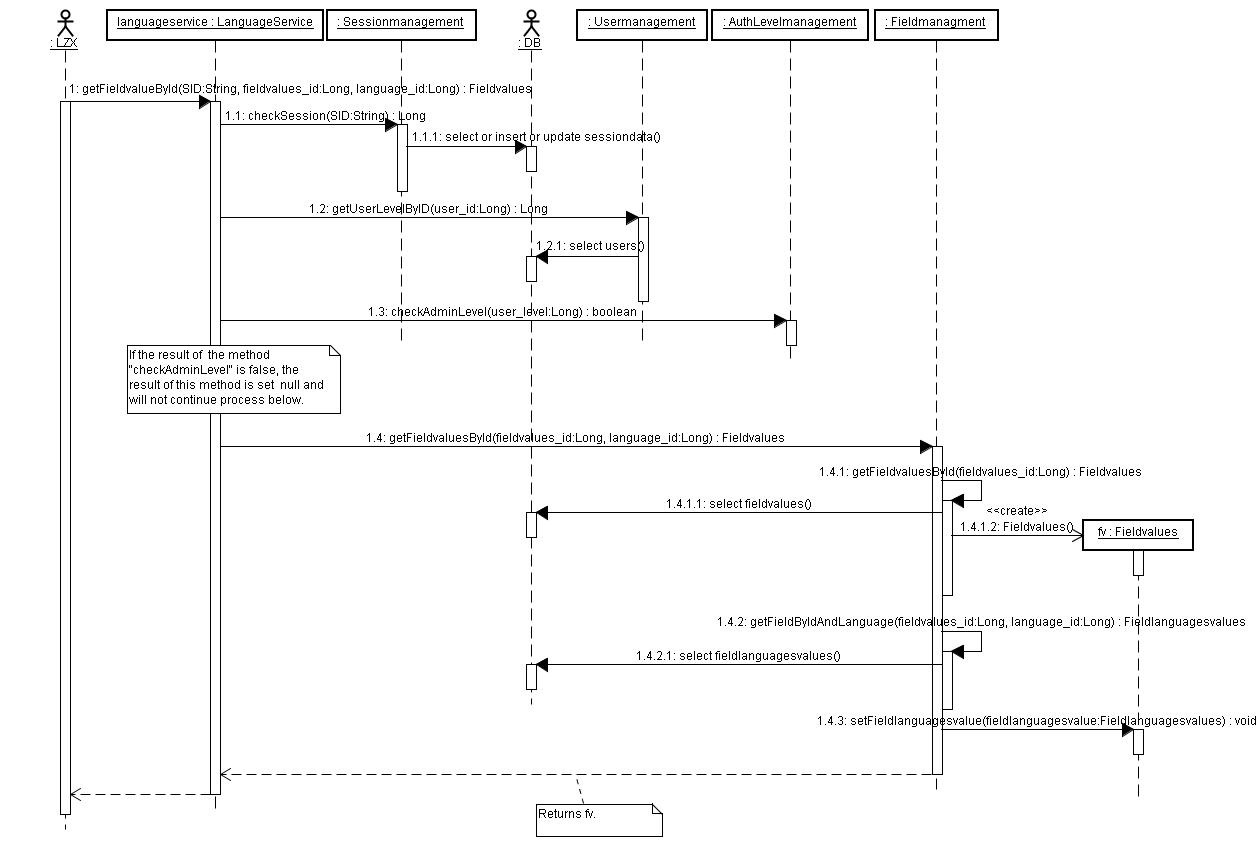 : LZX
languageservice : LanguageService
: Sessionmanagement
: DB
: Usermanagement
: AuthLevelmanagement
: Fieldmanagment
1: getFieldvalueById(SID:String, fieldvalues_id:Long, language_id:Long) : Fieldvalues
1.1: checkSession(SID:String) : Long
1.1.1: select or insert or update sessiondata()
1.2: getUserLevelByID(user_id:Long) : Long
1.2.1: select users()
1.3: checkAdminLevel(user_level:Long) : boolean
If the result of the method
"checkAdminLevel" is false, the
result of this method is set null and
will not continue process below.
1.4: getFieldvaluesById(fieldvalues_id:Long, language_id:Long) : Fieldvalues
1.4.1: getFieldvaluesById(fieldvalues_id:Long) : Fieldvalues
1.4.1.1: select fieldvalues()
<<create>>
1.4.1.2: Fieldvalues()
fv : Fieldvalues
1.4.2: getFieldByIdAndLanguage(fieldvalues_id:Long, language_id:Long) : Fieldlanguagesvalues
1.4.2.1: select fieldlanguagesvalues()
1.4.3: setFieldlanguagesvalue(fieldlanguagesvalue:Fieldlanguagesvalues) : void
Returns fv.